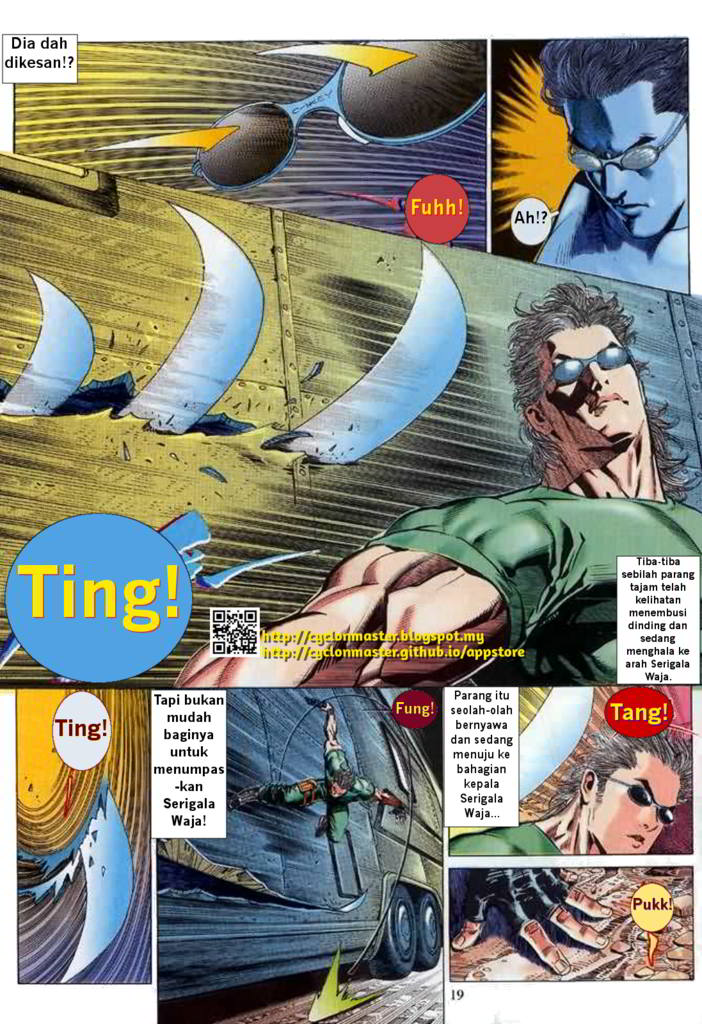 Dia dah
dikesan!?
Fuhh!
Ah!?
Ting!
http://cyclonmaster.blogspot.my
http://cyclonmaster.github.io/appstore
Tiba-tiba
sebilah parang
tajam telah
kelihatan
menembusi
dinding dan
sedang
menghala ke
arah Serigala
Waja.
Ting!
Tapi bukan
mudah
baginya
untuk
menumpas
-kan
Serigala
Waja!
Fung!
Parang itu
seolah-olah
bernyawa
dan sedang
menuju ke
bahagian
kepala
Serigala
Waja...
Tang!
Pukk!
19